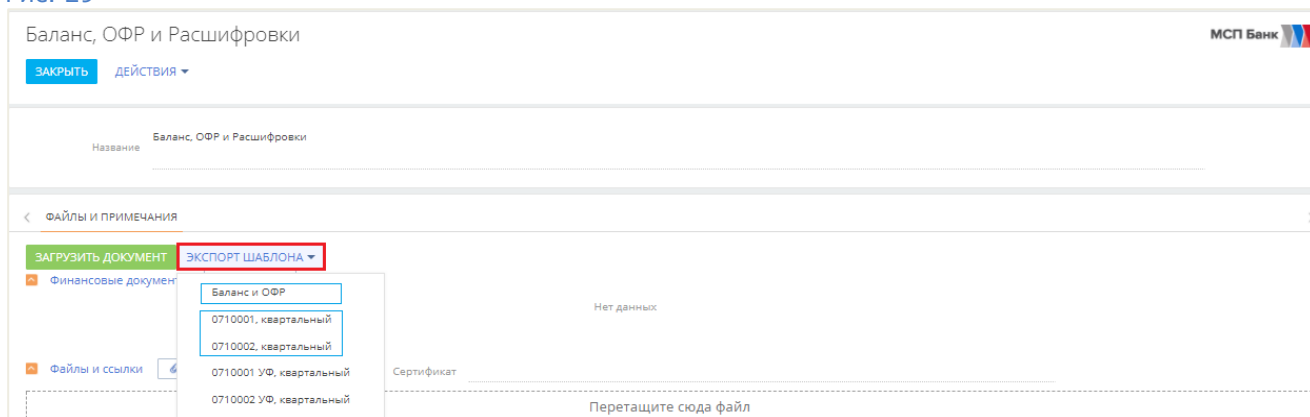 Рис. 29
Баланс, ОФР и Расшифровки
МСП Банк
ЗАКРЫТЬ ДЕЙСТВИЯ
Название Баланс, ОФР и Расшифровки
ФАЙЛЫ И ПРИМЕЧАНИЯ
ЗАГРУЗИТЬ ДОКУМЕНТ ЭКСПОРТ ШАБЛОНА
Финансовые докумен
Баланс и ОФР
Нет данных
0710001, квартальный
0710002, квартальный
Файлы и ссылки 0710001 УФ, квартальный Сертификат
0710002 УФ, квартальный
Перетащите сюда файл